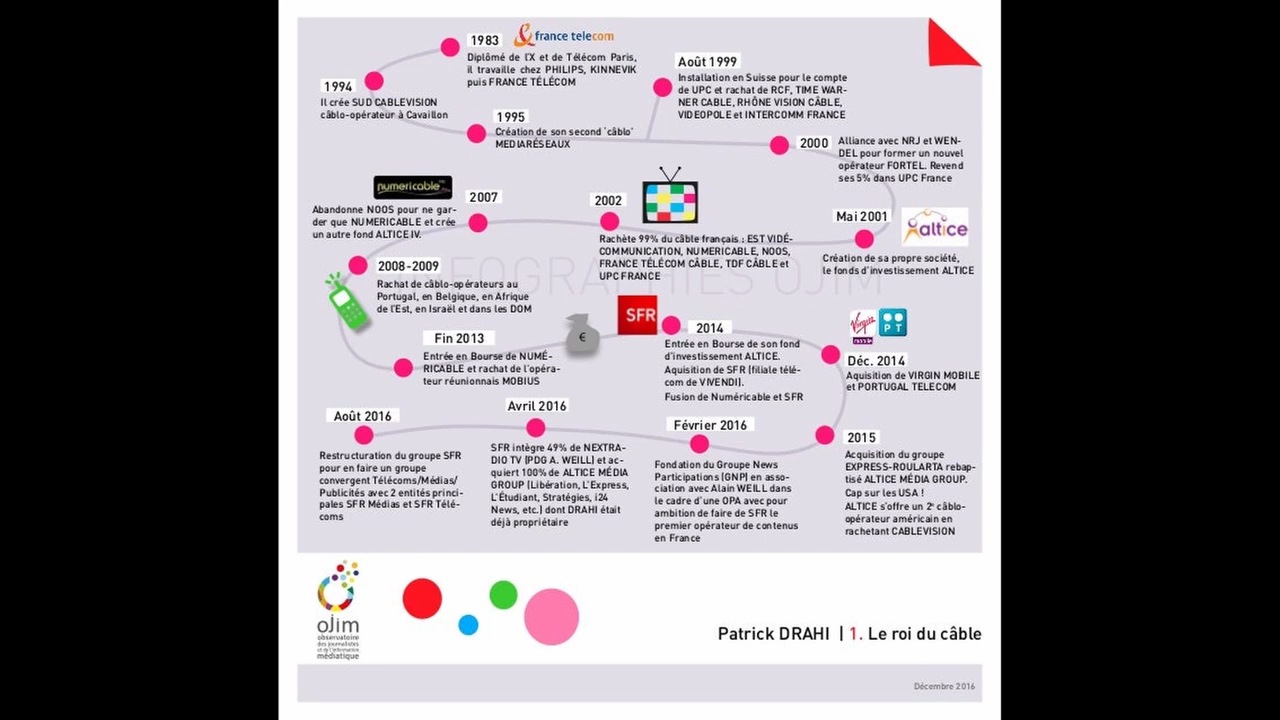 1983
france telecom
Diplômé de l'X et de Télécom Paris,
il travaille chez PHILIPS, KINNEVIK
puis FRANCE TÉLÉCOM
1994
Il crée SUD CABLEVISION
câblo-opérateur à Cavaillon
1995
Création de son second 'câblo'
MEDIARÉSEAUX
Août 1999
Installation en Suisse pour le compte
de UPC et rachat de RCF, TIME WAR-
NER CABLE, RHÔNE VISION CÂBLE,
VIDEOPOLE et INTERCOMM FRANCE
2000
Alliance avec NRJ et WEN-
DEL pour former un nouvel
opérateur FORTEL. Revend
ses 5% dans UPC France
Mai 2001
altice
Création de sa propre société,
le fonds d'investissement ALTICE
2002
Rachète 99% du câble français : EST VIDÉ-
COMMUNICATION, NUMERICABLE, NOOS,
FRANCE TÉLÉCOM CÂBLE, TDF CÂBLE et
UPC FRANCE
numericable
2007
Abandonne NOOS pour ne gar-
der que NUMERICABLE et crée
un autre fond ALTICE IV.
INFOGRAPHIES OJIM
2008-2009
Rachat de câblo-opérateurs au
Portugal, en Belgique, en Afrique
de l'Est, en Israël et dans les DOM
Fin 2013
Entrée en Bourse de NUMÉ-
RICABLE et rachat de l'opéra-
teur réunionnais MOBIUS
€
SFR
2014
Entrée en Bourse de son fond
d'investissement ALTICE.
Aquisition de SFR (filiale télé-
com de VIVENDI).
Fusion de Numéricable et SFR
Virgin
mobile
PT
Déc. 2014
Aquisition de VIRGIN MOBILE
et PORTUGAL TELECOM
2015
Acquisition du groupe
EXPRESS-ROULARTA rebap-
tisé ALTICE MÉDIA GROUP.
Cap sur les USA !
ALTICE s'offre un 2e câblo-
opérateur américain en
rachetant CABLEVISION
Février 2016
Fondation du Groupe News
Participations (GNP) en asso-
ciation avec Alain WEILL dans
le cadre d'une OPA avec pour
ambition de faire de SFR le
premier opérateur de contenus
en France
Avril 2016
SFR intègre 49% de NEXTRA-
DIO TV (PDG A. WEILL) et ac-
quiert 100% de ALTICE MÉDIA
GROUP (Libération, L'Express,
L'Étudiant, Stratégies, i24
News, etc.) dont DRAHI était
déjà propriétaire
Août 2016
Restructuration du groupe SFR
pour en faire un groupe
convergent Télécoms/Médias/
Publicités avec 2 entités princi-
pales SFR Médias et SFR Télé-
coms
ojim
observatoire
des journalistes
et de l'information
médiatique
Patrick DRAHI | 1. Le roi du câble
Décembre 2016